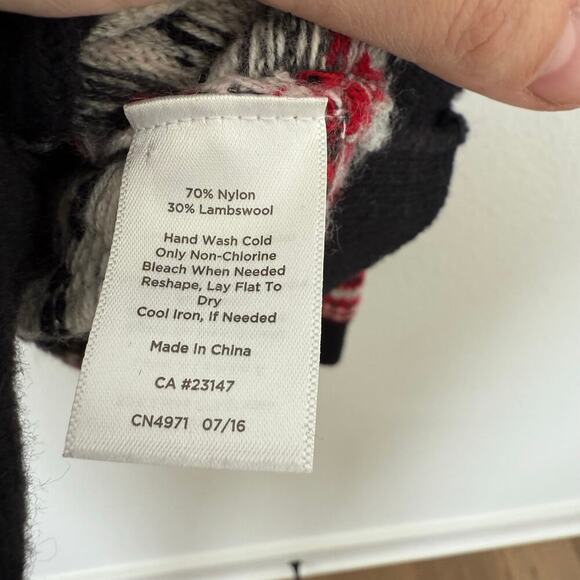 70% Nylon
30% Lambswool
Hand Wash Cold
Only Non-Chlorine
Bleach When Needed
Reshape, Lay Flat To
Dry
Cool Iron, If Needed
Made In China
CA #23147
CN4971 07/16